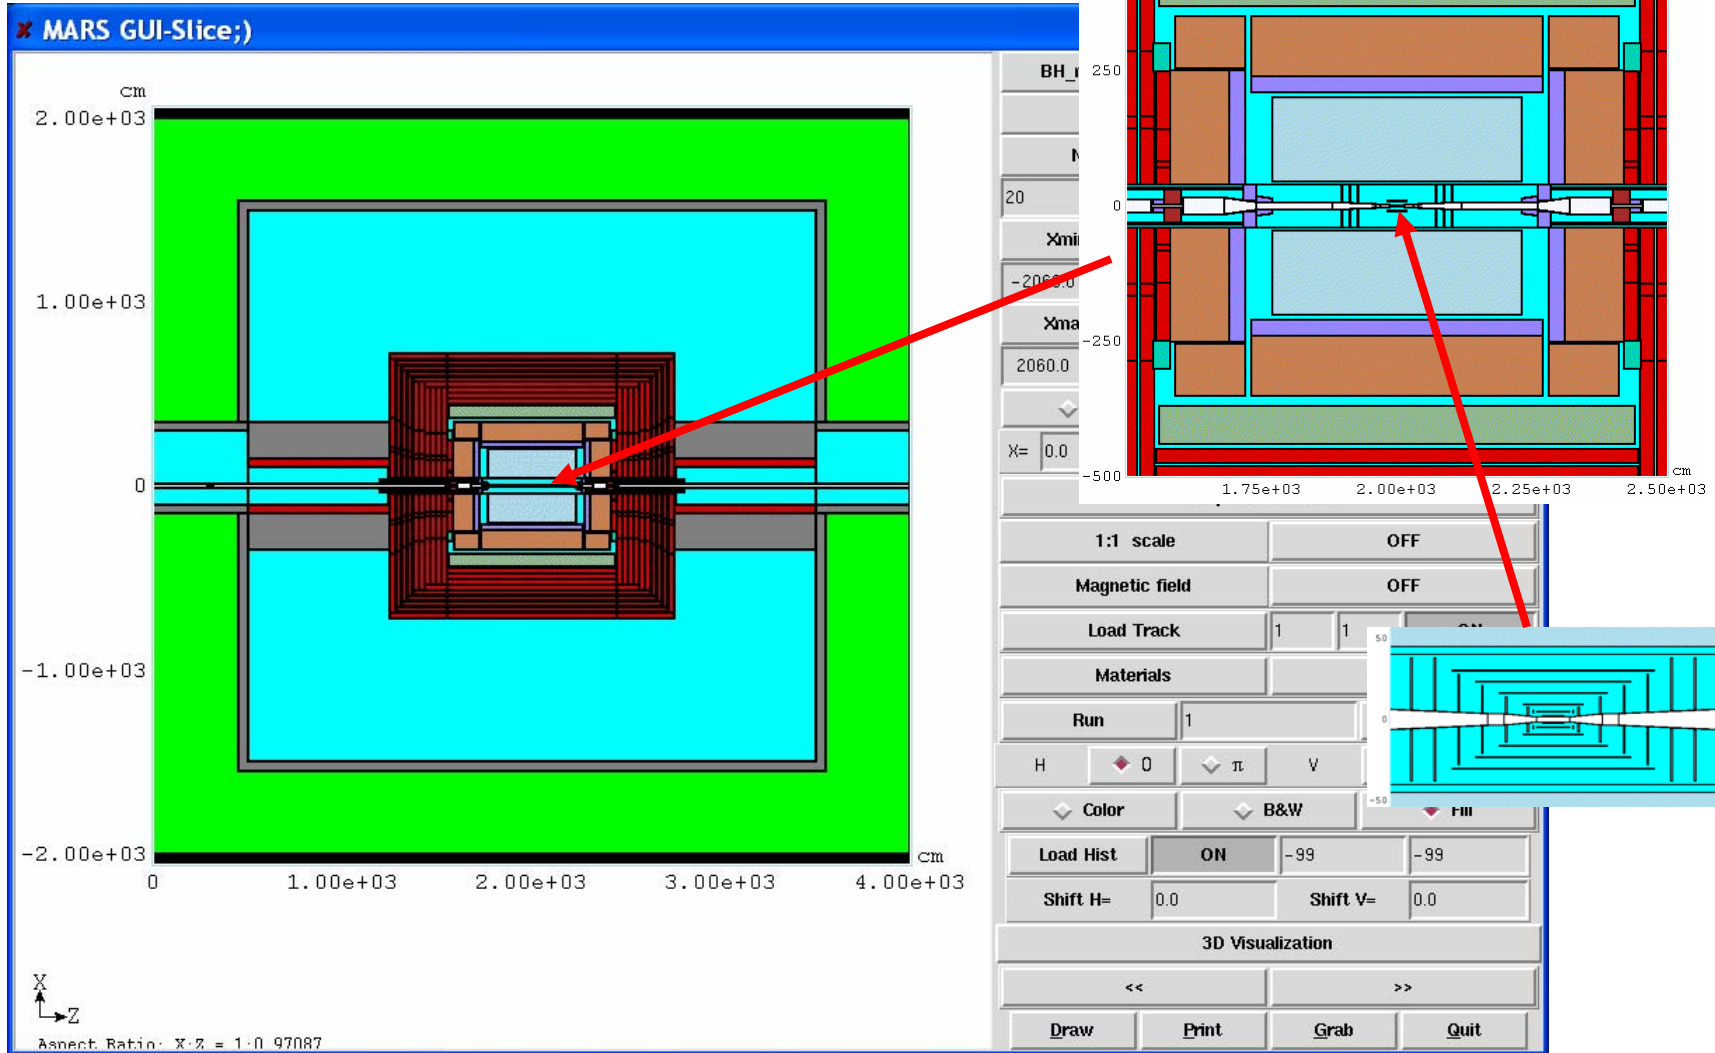 MARS GUI-Slice;)
cm
2.00e+03
1.00e+03
0
-1.00e+03
-2.00e+03
cm
0 1.00e+03 2.00e+03 3.00e+03 4.00e+03
X
Z
Aspect Ratio: X:Z = 1:0.97087
20
-2060.0
2060.0
X= 0.0
250
0
-250
-500
cm
1.75e+03 2.00e+03 2.25e+03 2.50e+03
1:1 scale OFF
Magnetic field OFF
Load Track 1 1 ON
Materials
Run 1
H 0 π V
Color B&W Fill
Load Hist ON -99 -99
Shift H= 0.0 Shift V= 0.0
3D Visualization
<< >>
Draw Print Grab Quit
50
0
-50